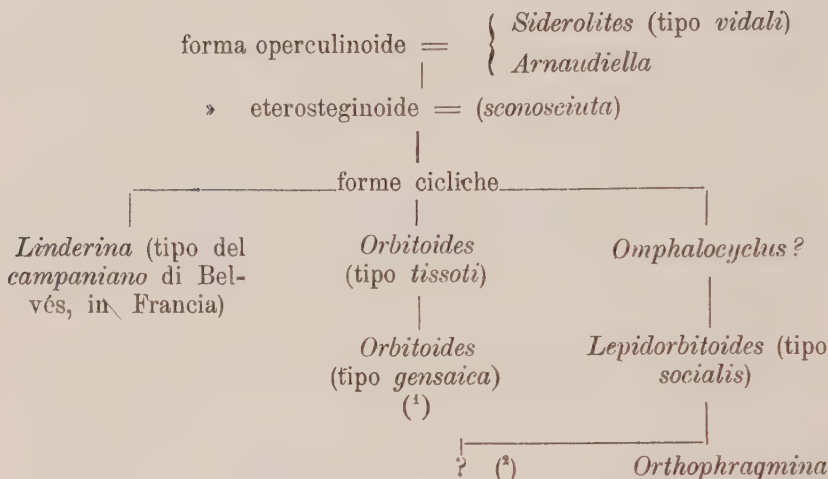 forma operculinoide = { Siderolites (tipo vidali)
Arnaudiella
» eterosteginoide = (sconosciuta)
forme cicliche
Linderina (tipo del
campaniano di Bel-
vés, in Francia)
Orbitoides
(tipo tissoti)
Omphalocyclus?
Orbitoides
(tipo gensaica)
(¹)
Lepidorbitoides (tipo
socialis)
? (²) Orthophragmina